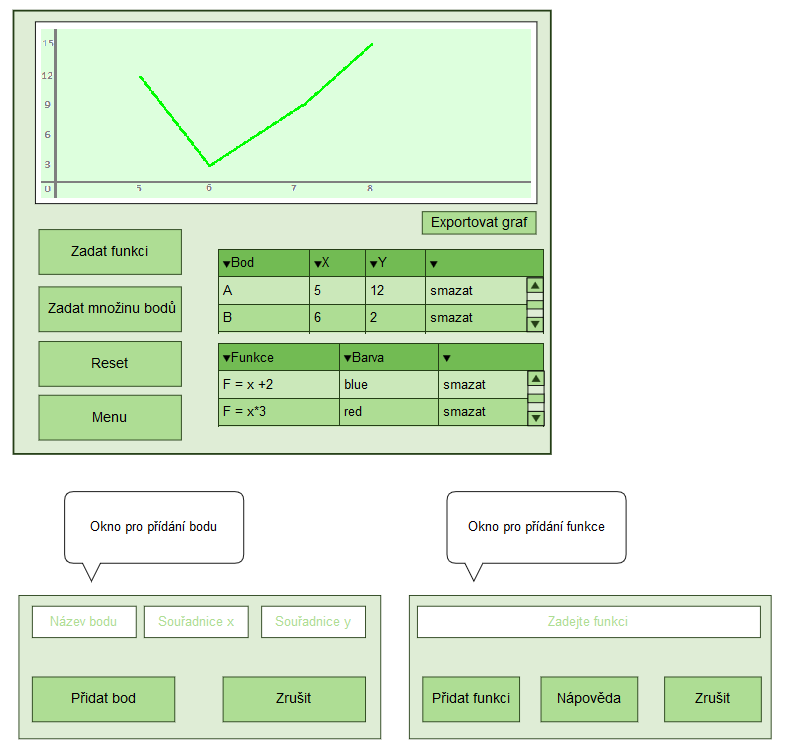 15
12
9
6
3
0
5 6 7 8
Exportovat graf
Zadat funkci
Zadat množinu bodů
Reset
Menu
▼Bod ▼X ▼Y ▼
A 5 12 smazat
B 6 2 smazat
▼Funkce ▼Barva ▼
F = x +2 blue smazat
F = x*3 red smazat
Okno pro přídání bodu
Okno pro přídání funkce
Název bodu Souřadnice x Souřadnice y
Přidat bod Zrušit
Zadejte funkci
Přidat funkci Nápověda Zrušit